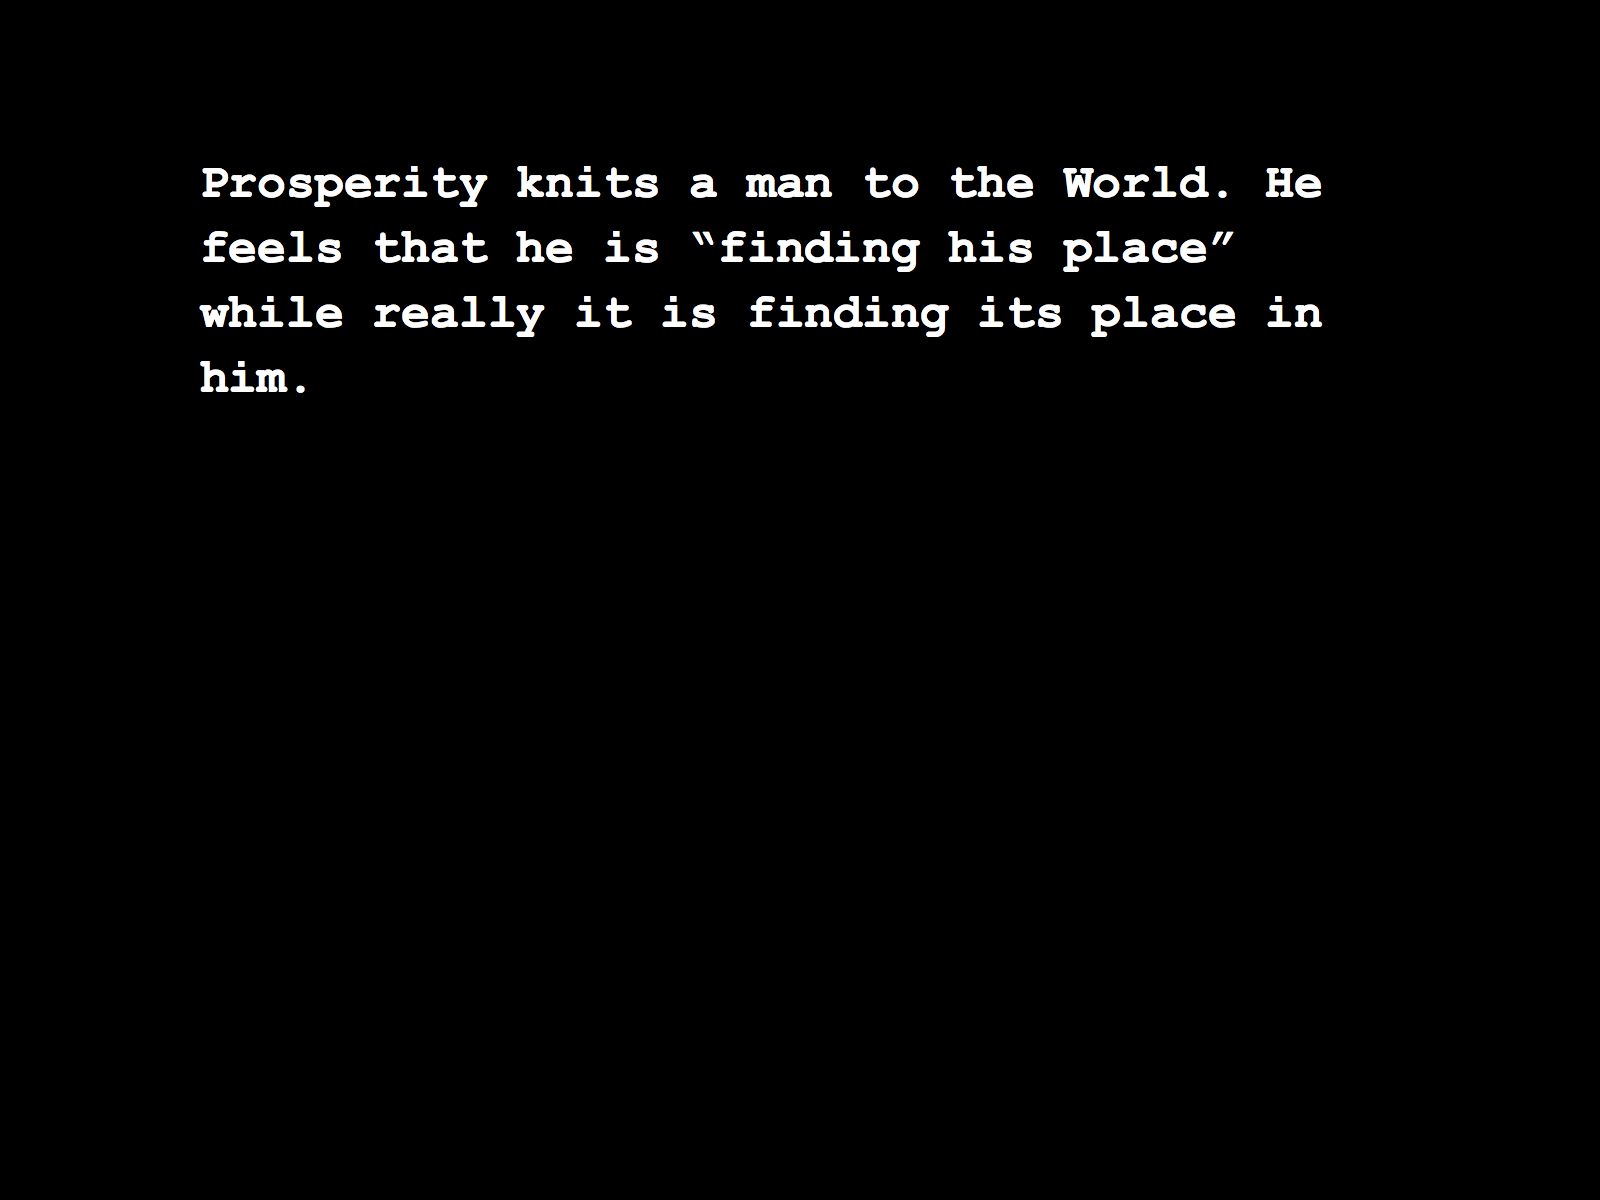 Prosperity knits a man to the World. He
feels that he is “finding his place”
while really it is finding its place in
him.